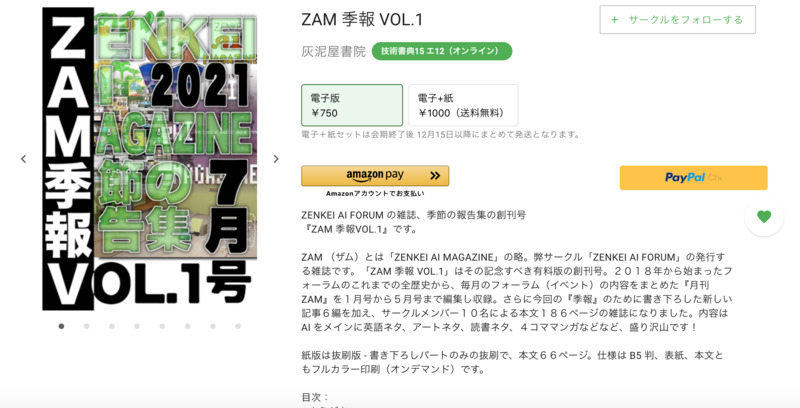 ZAM季報 VOL.1号
ZENKEI
AI 2021
MAGAZINE
節の 7
告集 月
ZAM 季報 VOL.1
+ サークルをフォローする
灰泥屋書院 技術書典15 エ12（オンライン）
電子版
￥750
電子+紙
￥1000（送料無料）
電子＋紙セットは会期終了後 12月15日以降にまとめて発送となります。
amazon pay
Amazonアカウントでお支払い
PayPal
ZENKEI AI FORUM の雑誌、季節の報告集の創刊号
『ZAM 季報VOL.1』です。
ZAM （ザム）とは「ZENKEI AI MAGAZINE」の略。弊サークル「ZENKEI AI FORUM」の発行す
る雑誌です。「ZAM 季報 VOL.1」はその記念すべき有料版の創刊号。２０１８年から始まったフ
ォーラムのこれまでの全歴史から、毎月のフォーラム（イベント）の内容をまとめた『月刊
ZAM』を１月号から５月号まで編集し収録。さらに今回の『季報』のために書き下ろした新しい
記事６編を加え、サークルメンバー１０名による本文１８６ページの雑誌になりました。内容は
AI をメインに英語ネタ、アートネタ、読書ネタ、４コママンガなどなど、盛り沢山です！
紙版は抜刷版 - 書き下ろしパートのみの抜刷で、本文６６ページ。仕様は B5 判、表紙、本文と
もフルカラー印刷（オンデマンド）です。
目次：